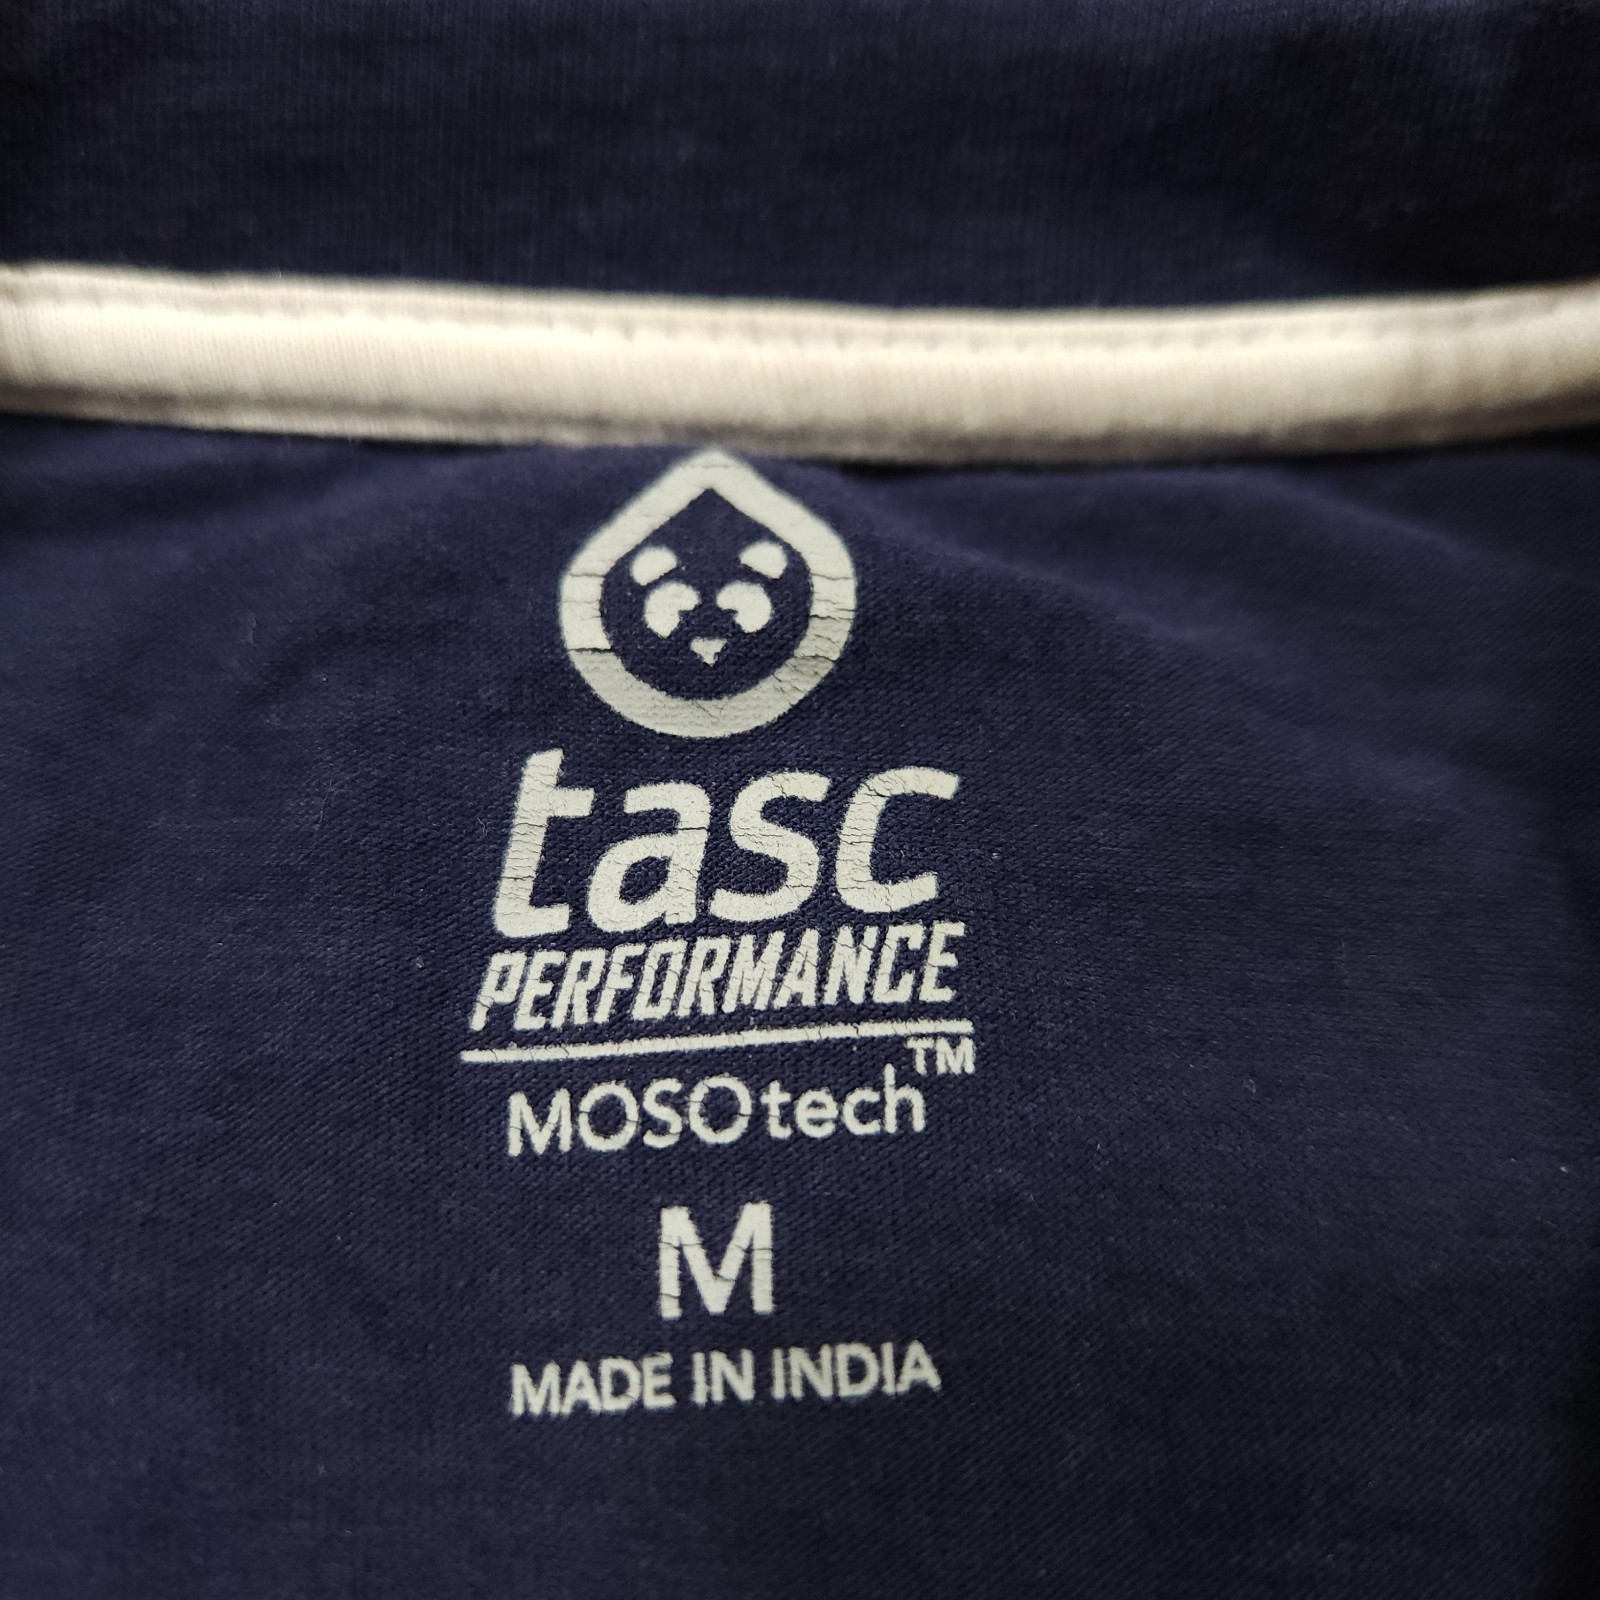 tasc
PERFORMANCE
MOSOtech™
M
MADE IN INDIA